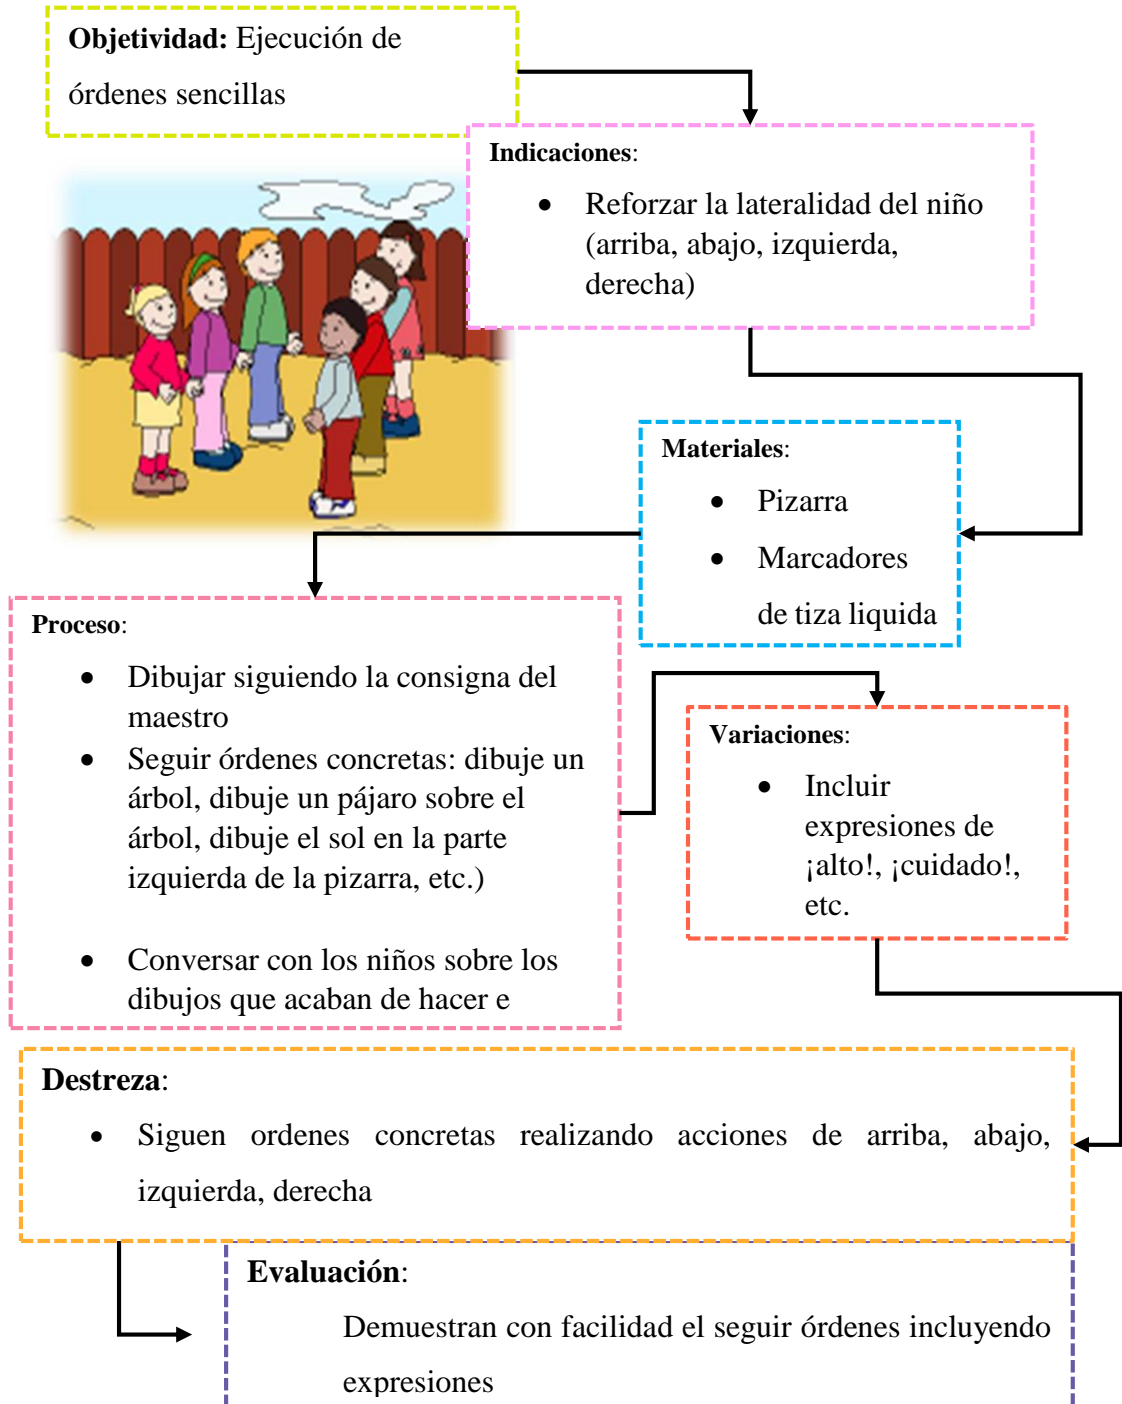 Objetividad: Ejecución de
órdenes sencillas
Indicaciones:
• Reforzar la lateralidad del niño
(arriba, abajo, izquierda,
derecha)
Materiales:
• Pizarra
• Marcadores
de tiza liquida
Proceso:
• Dibujar siguiendo la consigna del
maestro
• Seguir órdenes concretas: dibuje un
árbol, dibuje un pájaro sobre el
árbol, dibuje el sol en la parte
izquierda de la pizarra, etc.)
• Conversar con los niños sobre los
dibujos que acaban de hacer e
Variaciones:
• Incluir
expresiones de
¡alto!, ¡cuidado!,
etc.
Destreza:
• Siguen ordenes concretas realizando acciones de arriba, abajo,
izquierda, derecha
Evaluación:
Demuestran con facilidad el seguir órdenes incluyendo
expresiones